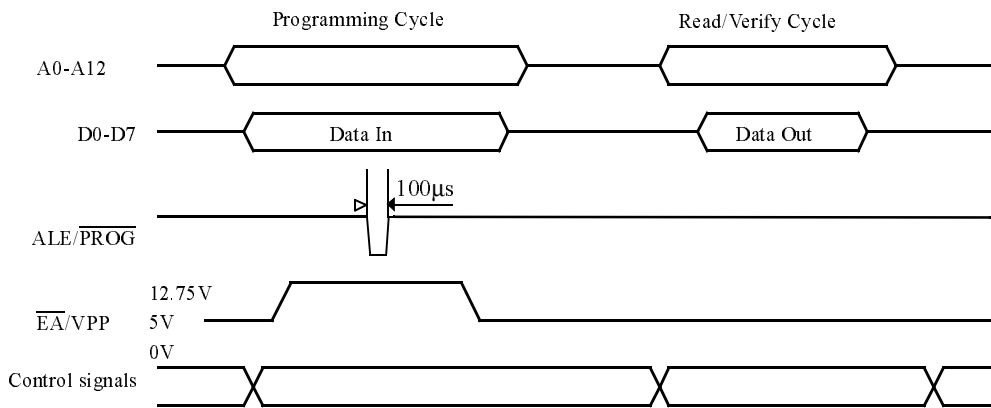 Programming Cycle
Read/Verify Cycle
A0-A12
D0-D7
Data In
Data Out
100μs
ALE/PROG
12.75V
EA/VPP
5V
0V
Control signals